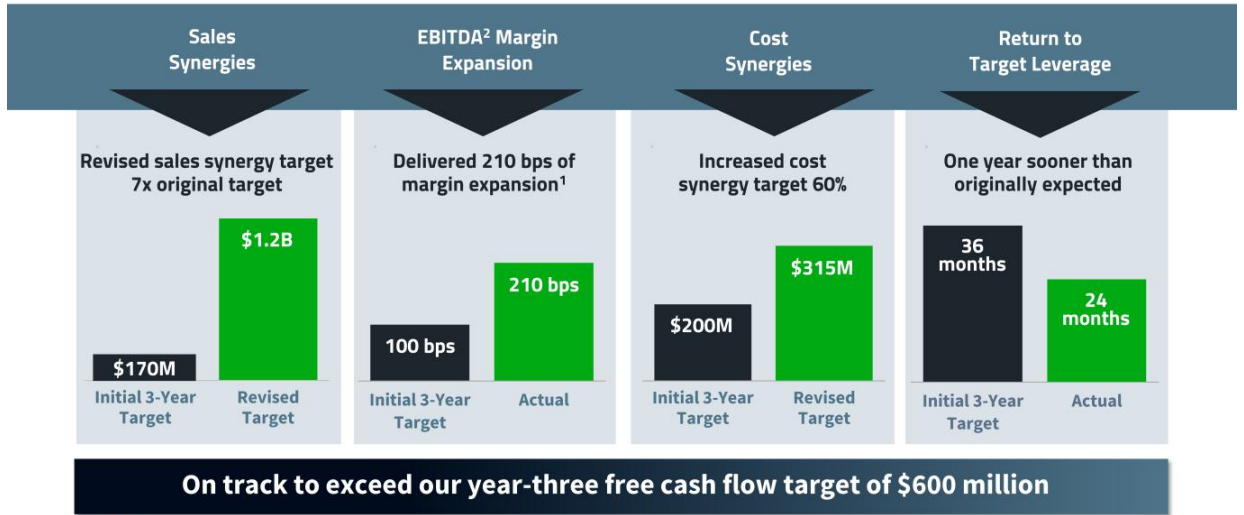 Sales
Synergies
EBITDA² Margin
Expansion
Cost
Synergies
Return to
Target Leverage
Revised sales synergy target
7x original target
Delivered 210 bps of
margin expansion¹
Increased cost
synergy target 60%
One year sooner than
originally expected
$170M
$1.2B
Initial 3-Year
Target
Revised
Target
100 bps
210 bps
Initial 3-Year
Target
Actual
$200M
$315M
Initial 3-Year
Target
Revised
Target
36
months
24
months
Initial 3-Year
Target
Actual
On track to exceed our year-three free cash flow target of $600 million